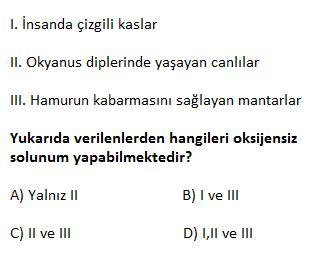 I. İnsanda çizgili kaslar
II. Okyanus diplerinde yaşayan canlılar
III. Hamurun kabarmasını sağlayan mantarlar
Yukarıda verilenlerden hangileri oksijensiz
solunum yapabilmektedir?
A) Yalnız II B) I ve III
C) II ve III D) I,II ve III